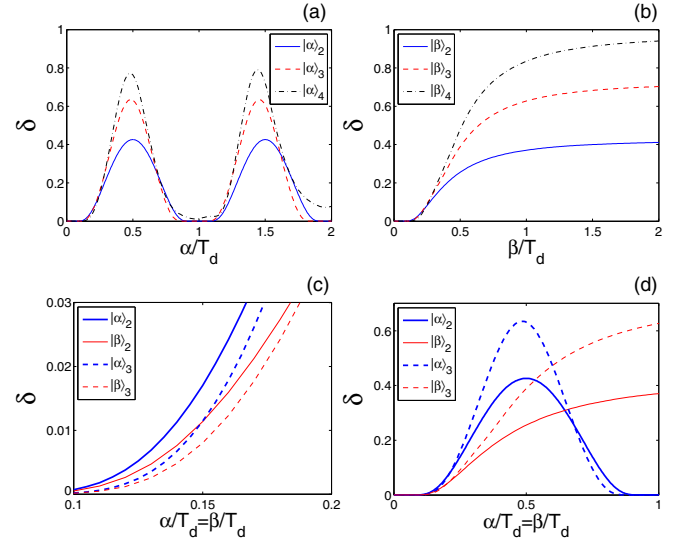 (a)
|α⟩₂
|α⟩₃
|α⟩₄
δ
1
0.8
0.6
0.4
0.2
0
0 0.5 1 1.5 2
α/T_d
(b)
|β⟩₂
|β⟩₃
|β⟩₄
δ
1
0.8
0.6
0.4
0.2
0
0 0.5 1 1.5 2
β/T_d
(c)
|α⟩₂
|β⟩₂
|α⟩₃
|β⟩₃
δ
0.03
0.02
0.01
0
0.1 0.15 0.2
α/T_d=β/T_d
(d)
|α⟩₂
|β⟩₂
|α⟩₃
|β⟩₃
δ
0.6
0.4
0.2
0
0 0.5 1
α/T_d=β/T_d